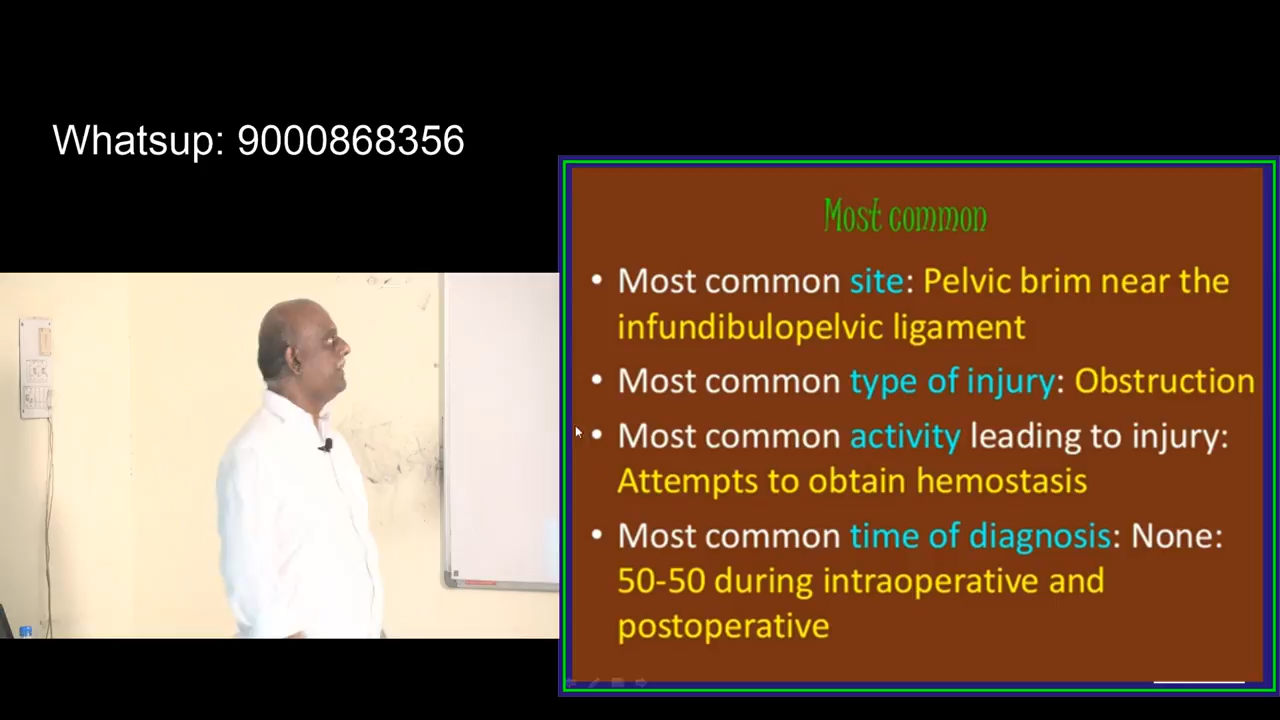 Whatsup: 9000868356
Most common
• Most common site: Pelvic brim near the
infundibulopelvic ligament
• Most common type of injury: Obstruction
• Most common activity leading to injury:
Attempts to obtain hemostasis
• Most common time of diagnosis: None:
50-50 during intraoperative and
postoperative